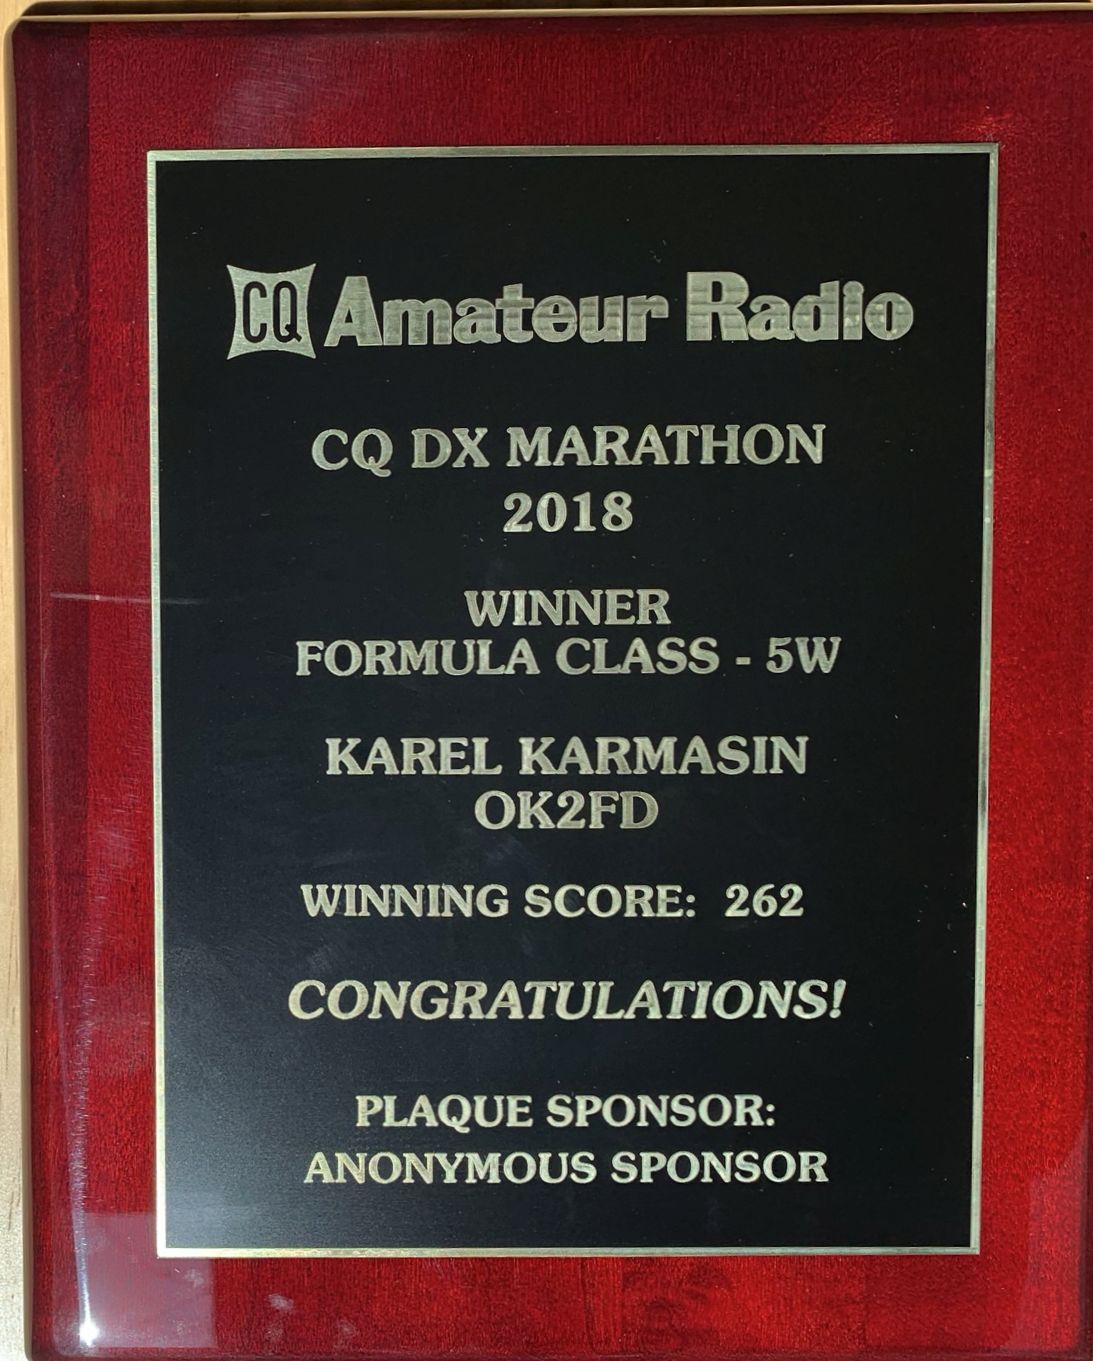 CQ Amateur Radio
CQ DX MARATHON
2018
WINNER
FORMULA CLASS - 5W
KAREL KARMASIN
OK2FD
WINNING SCORE: 262
CONGRATULATIONS!
PLAQUE SPONSOR:
ANONYMOUS SPONSOR